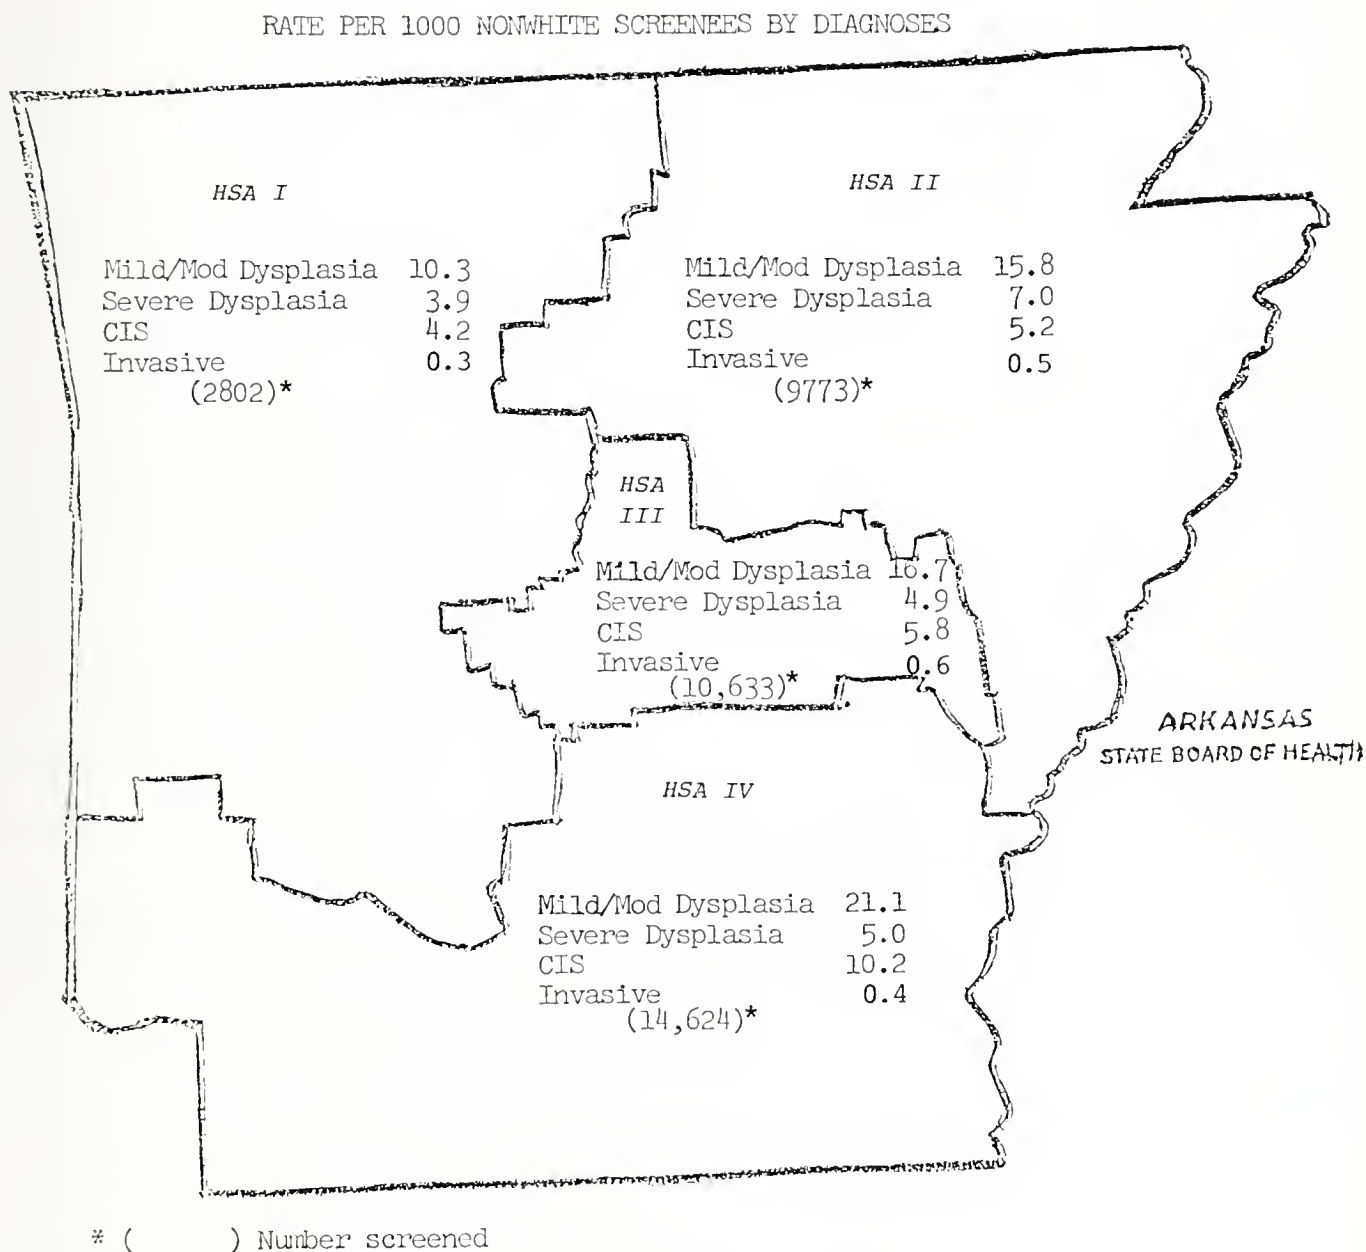 RATE PER 1000 NONWHITE SCREENEES BY DIAGNOSES
HSA I
Mild/Mod Dysplasia 10.3
Severe Dysplasia 3.9
CIS 4.2
Invasive 0.3
(2802)*
HSA II
Mild/Mod Dysplasia 15.8
Severe Dysplasia 7.0
CIS 5.2
Invasive 0.5
(9773)*
HSA
III
Mild/Mod Dysplasia 16.7
Severe Dysplasia 4.9
CIS 5.8
Invasive 0.6
(10,633)*
ARKANSAS
STATE BOARD OF HEALTH
HSA IV
Mild/Mod Dysplasia 21.1
Severe Dysplasia 5.0
CIS 10.2
Invasive 0.4
(14,624)*
* ( ) Number screened